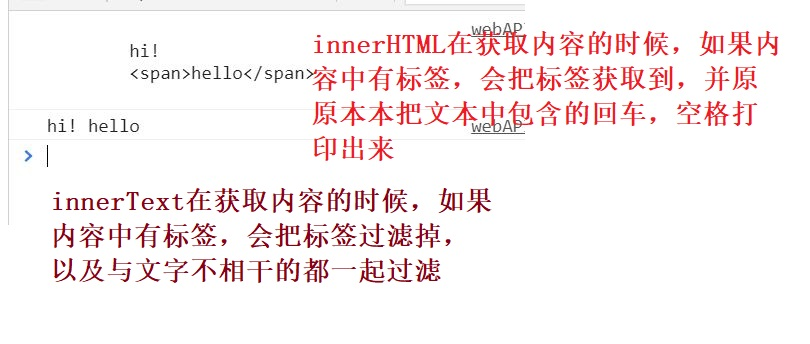 webAP
hi!
<span>hello</span>
innerHTML在获取内容的时候，如果内
容中有标签，会把标签获取到，并原
原本本把文本中包含的回车，空格打
印出来
hi! hello
webAP
innerText在获取内容的时候，如果
内容中有标签，会把标签过滤掉，
以及与文字不相干的都一起过滤